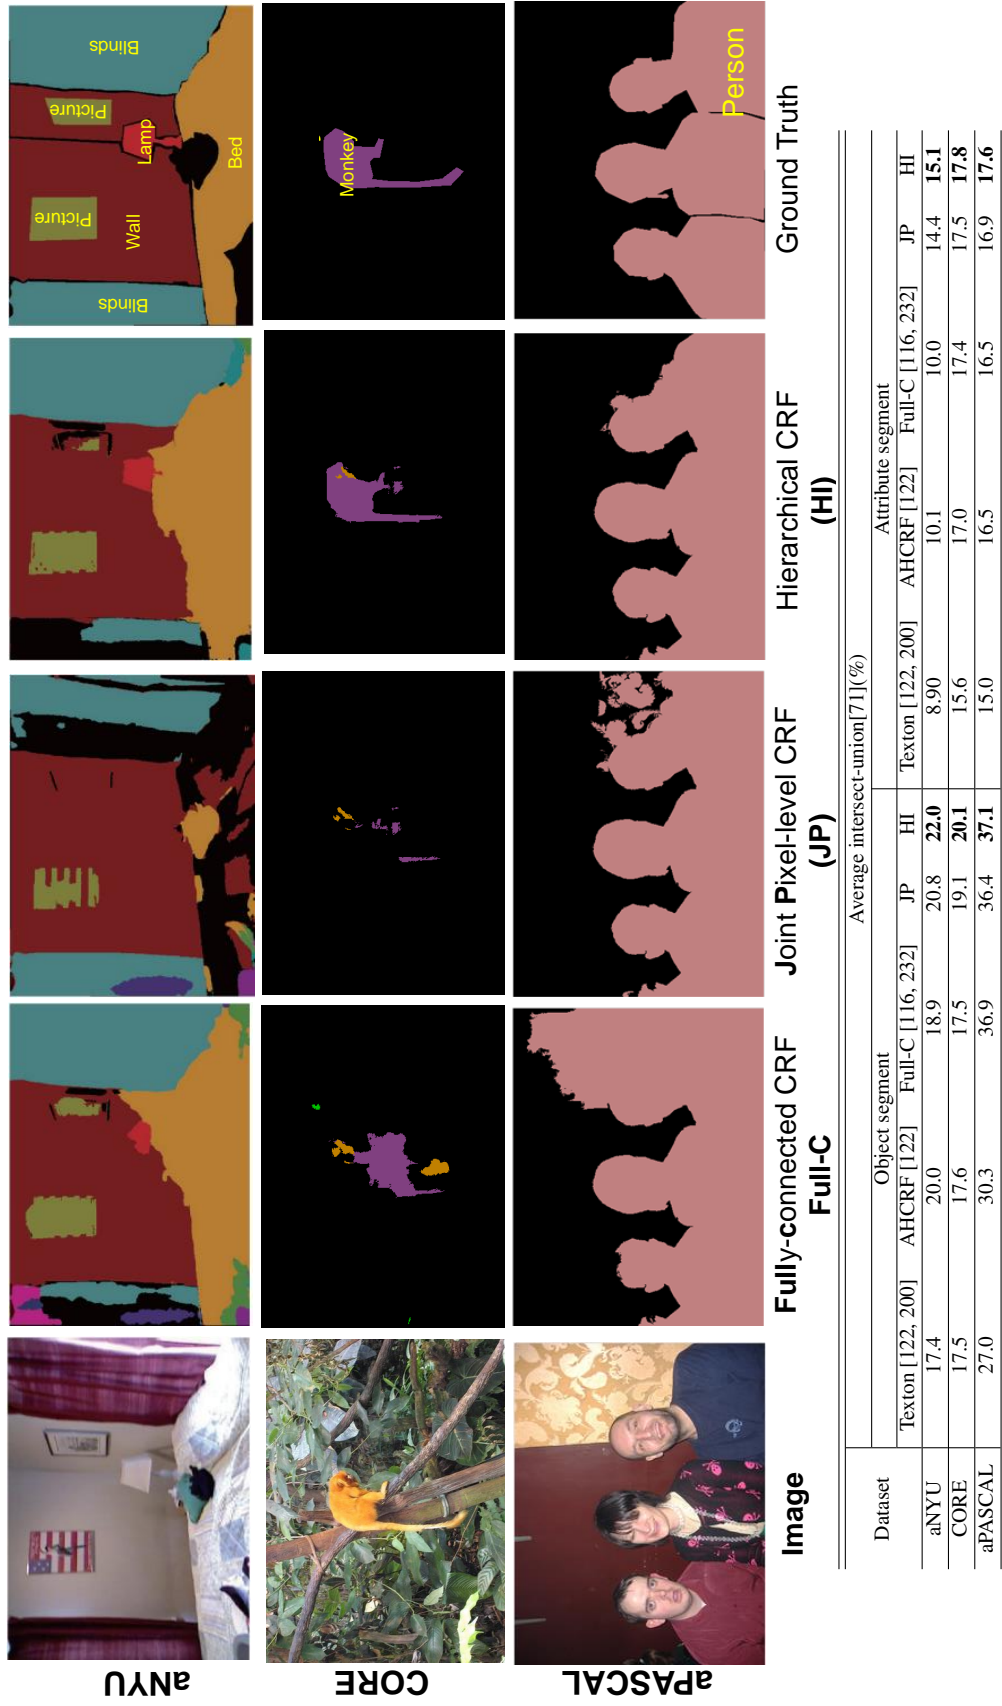 aNYU
Blinds
Picture
Wall
Picture
Lamp
Bed
Blinds
CORE
Monkey
aPASCAL
Person
Image
Fully-connected CRF
Full-C
Joint Pixel-level CRF
(JP)
Hierarchical CRF
(HI)
Ground Truth
Dataset
Average intersect-union[71](%)
Object segment Attribute segment
Texton [122, 200] AHCRF [122] Full-C [116, 232] JP HI Texton [122, 200] AHCRF [122] Full-C [116, 232] JP HI
aNYU 17.4 20.0 18.9 20.8 22.0 8.90 10.1 10.0 14.4 15.1
CORE 17.5 17.6 17.5 19.1 20.1 15.6 17.0 17.4 17.5 17.8
aPASCAL 27.0 30.3 36.9 36.4 37.1 15.0 16.5 16.5 16.9 17.6